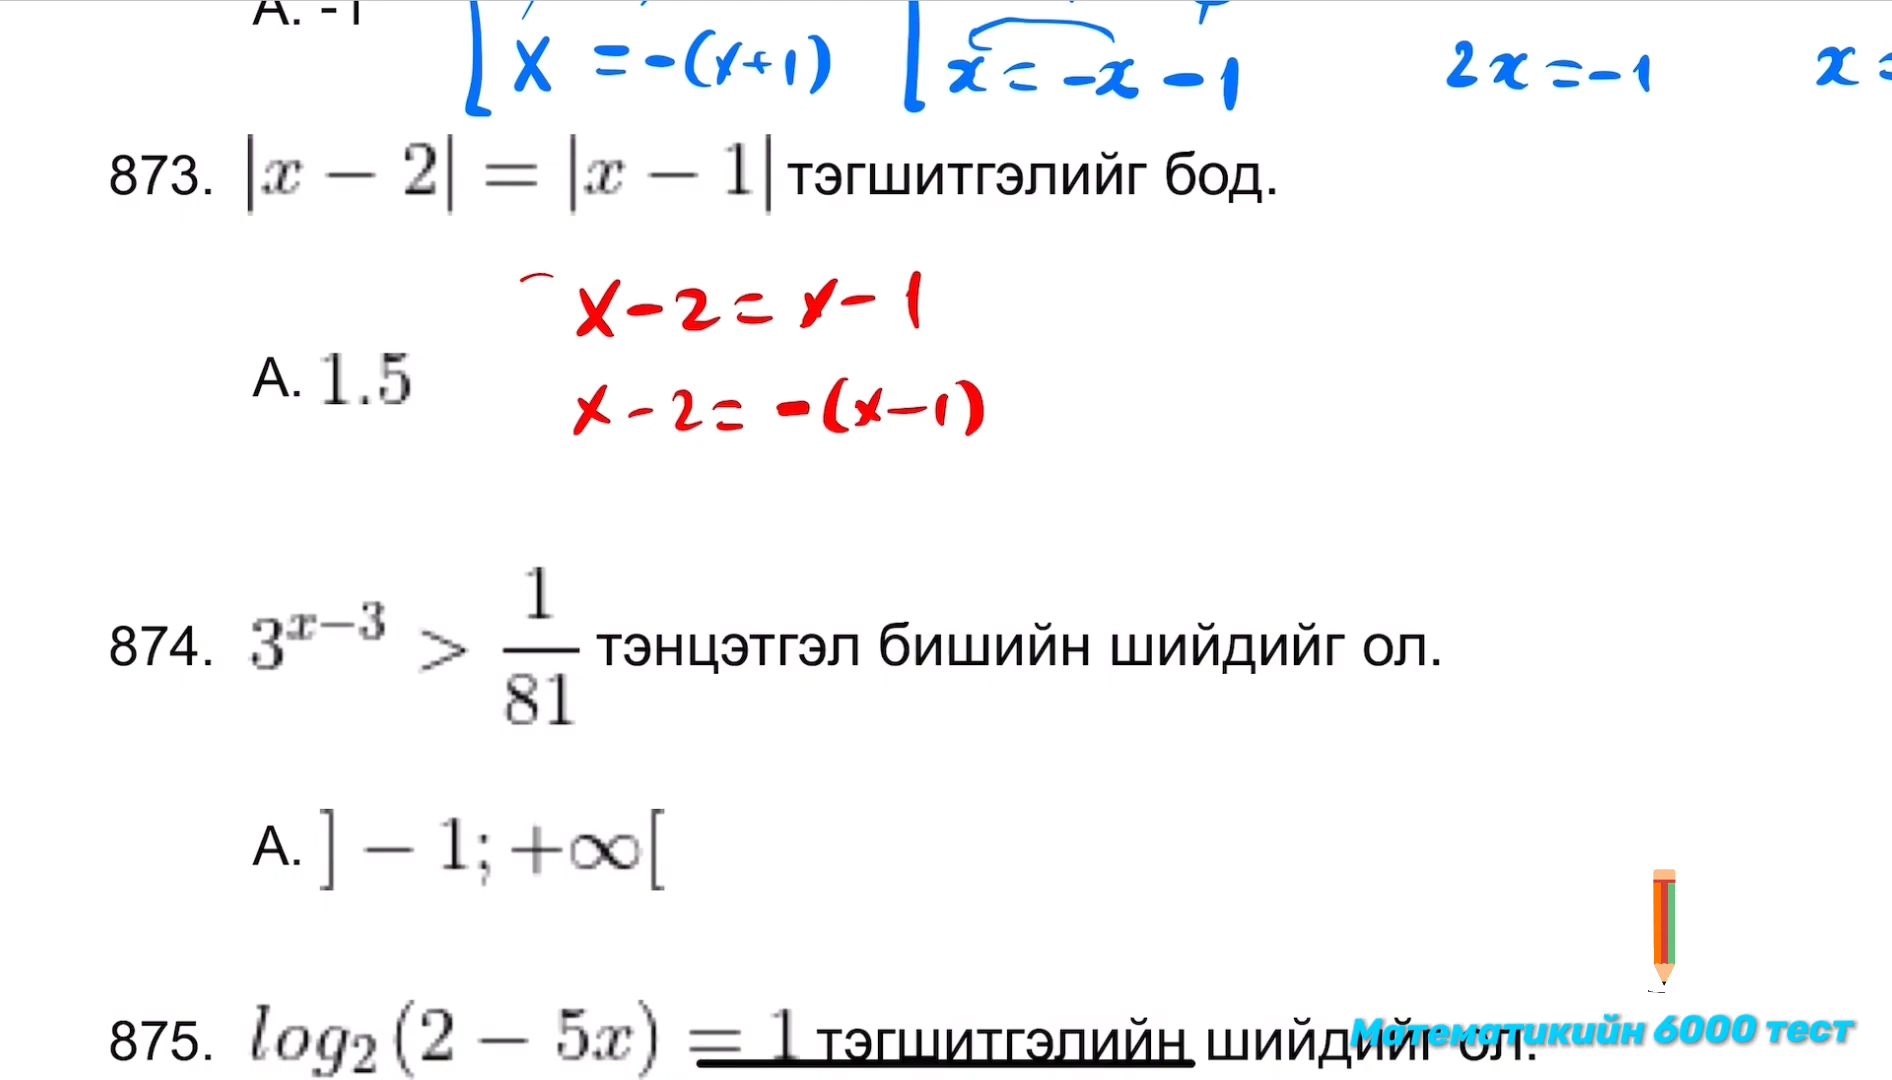 A. -1
x = -(x+1) x = -x - 1 2x = -1 x =
873. |x − 2| = |x − 1| тэгшитгэлийг бод.
x - 2 = x - 1
A. 1.5
x - 2 = -(x-1)
874. 3^{x−3} > 1/81 тэнцэтгэл бишийн шийдийг ол.
A. ] − 1; +∞[
875. log₂(2 − 5x) = 1 тэгшитгэлийн шийдийг ол.
Математикийн 6000 тест